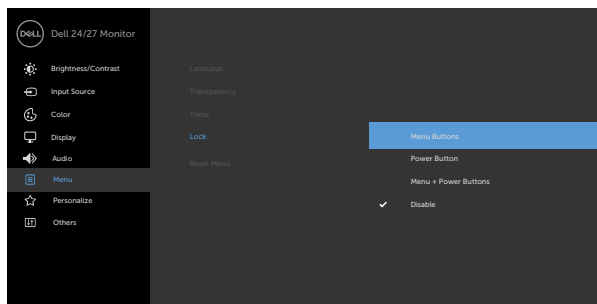 DELL Dell 24/27 Monitor
Brightness/Contrast
Input Source
Color
Display
Audio
Menu
Personalize
Others
Language
Transparency
Timer
Lock
Reset Menu
Menu Buttons
Power Button
Menu + Power Buttons
Disable